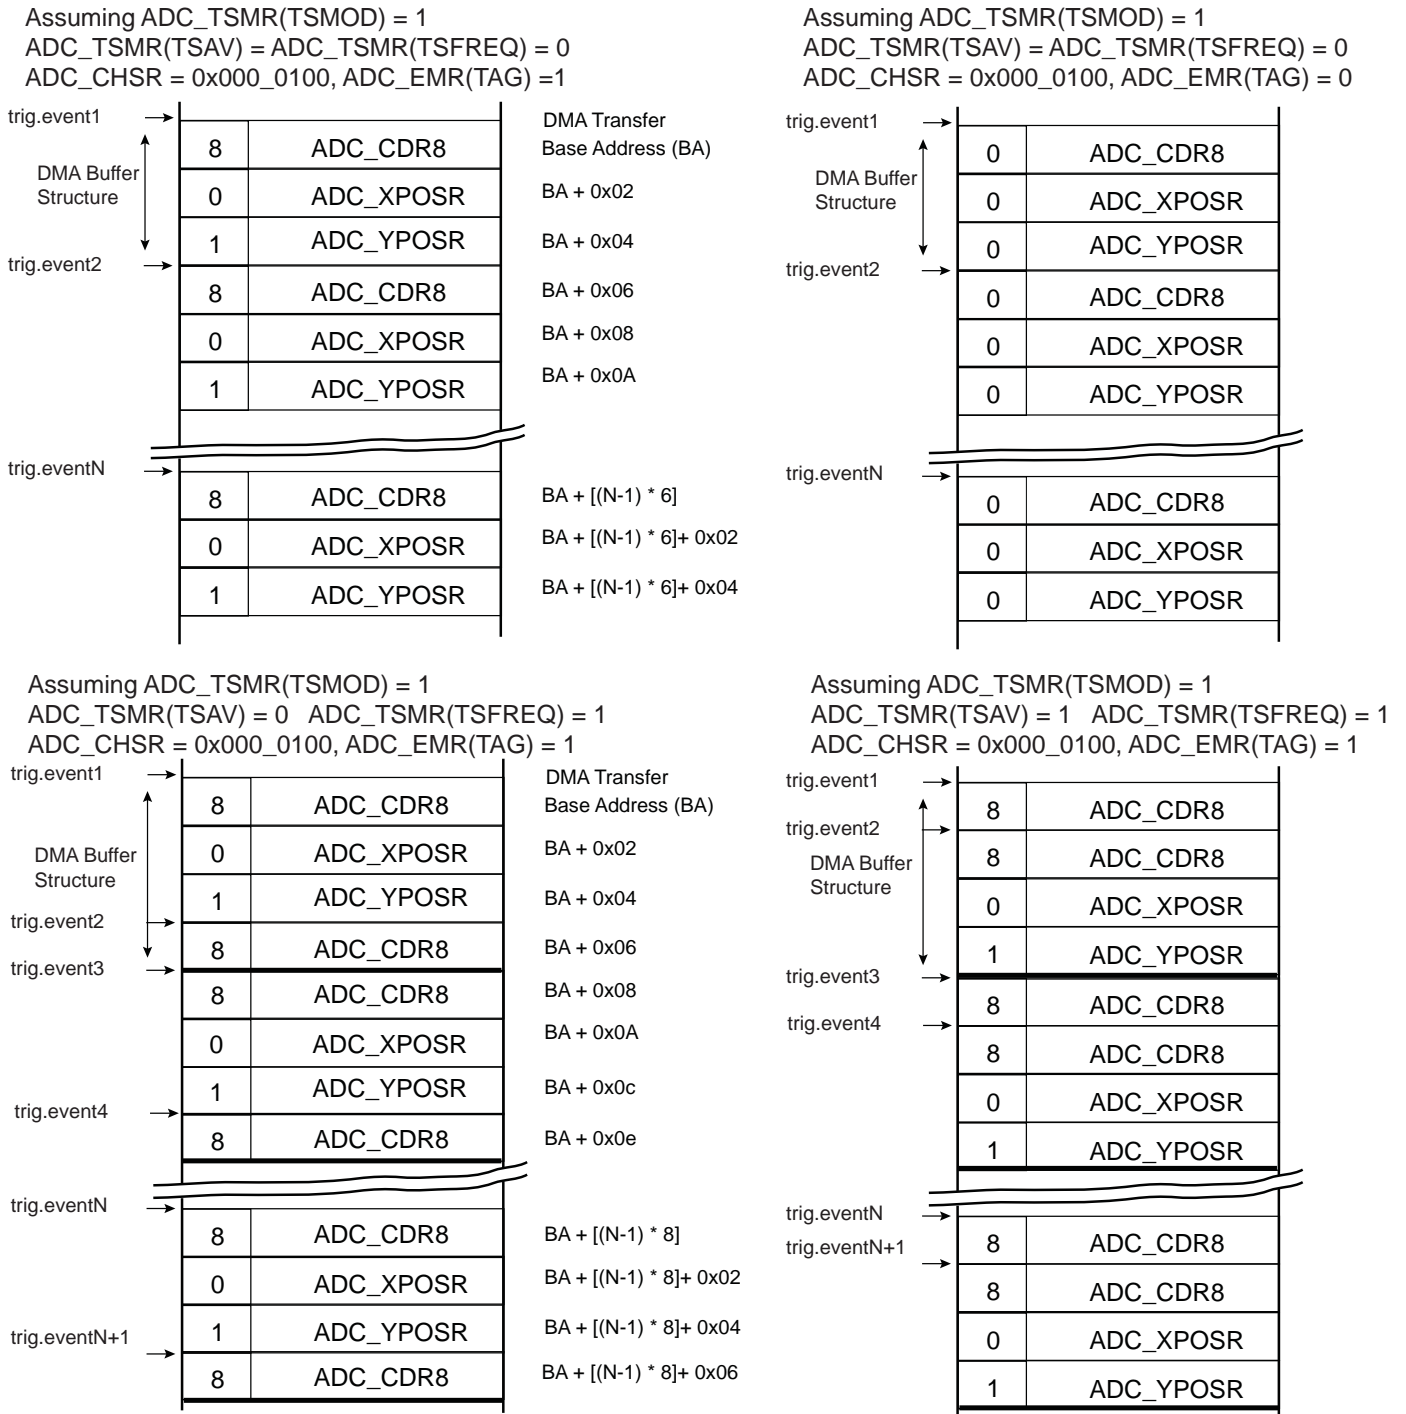 Assuming ADC_TSMR(TSMOD) = 1
ADC_TSMR(TSAV) = ADC_TSMR(TSFREQ) = 0
ADC_CHSR = 0x000_0100, ADC_EMR(TAG) =1
trig.event1
DMA Transfer
8 ADC_CDR8 Base Address (BA)
DMA Buffer
Structure
0 ADC_XPOSR BA + 0x02
1 ADC_YPOSR BA + 0x04
trig.event2
8 ADC_CDR8 BA + 0x06
0 ADC_XPOSR BA + 0x08
1 ADC_YPOSR BA + 0x0A
trig.eventN
8 ADC_CDR8 BA + [(N-1) * 6]
0 ADC_XPOSR BA + [(N-1) * 6]+ 0x02
1 ADC_YPOSR BA + [(N-1) * 6]+ 0x04
Assuming ADC_TSMR(TSMOD) = 1
ADC_TSMR(TSAV) = ADC_TSMR(TSFREQ) = 0
ADC_CHSR = 0x000_0100, ADC_EMR(TAG) = 0
trig.event1
0 ADC_CDR8
DMA Buffer
Structure
0 ADC_XPOSR
0 ADC_YPOSR
trig.event2
0 ADC_CDR8
0 ADC_XPOSR
0 ADC_YPOSR
trig.eventN
0 ADC_CDR8
0 ADC_XPOSR
0 ADC_YPOSR
Assuming ADC_TSMR(TSMOD) = 1
ADC_TSMR(TSAV) = 0 ADC_TSMR(TSFREQ) = 1
ADC_CHSR = 0x000_0100, ADC_EMR(TAG) = 1
trig.event1
DMA Transfer
8 ADC_CDR8 Base Address (BA)
DMA Buffer
Structure
0 ADC_XPOSR BA + 0x02
1 ADC_YPOSR BA + 0x04
trig.event2
8 ADC_CDR8 BA + 0x06
trig.event3
8 ADC_CDR8 BA + 0x08
0 ADC_XPOSR BA + 0x0A
1 ADC_YPOSR BA + 0x0c
trig.event4
8 ADC_CDR8 BA + 0x0e
trig.eventN
8 ADC_CDR8 BA + [(N-1) * 8]
0 ADC_XPOSR BA + [(N-1) * 8]+ 0x02
1 ADC_YPOSR BA + [(N-1) * 8]+ 0x04
trig.eventN+1
8 ADC_CDR8 BA + [(N-1) * 8]+ 0x06
Assuming ADC_TSMR(TSMOD) = 1
ADC_TSMR(TSAV) = 1 ADC_TSMR(TSFREQ) = 1
ADC_CHSR = 0x000_0100, ADC_EMR(TAG) = 1
trig.event1
8 ADC_CDR8
trig.event2
DMA Buffer
Structure
8 ADC_CDR8
0 ADC_XPOSR
1 ADC_YPOSR
trig.event3
8 ADC_CDR8
trig.event4
8 ADC_CDR8
0 ADC_XPOSR
1 ADC_YPOSR
trig.eventN
8 ADC_CDR8
trig.eventN+1
8 ADC_CDR8
0 ADC_XPOSR
1 ADC_YPOSR